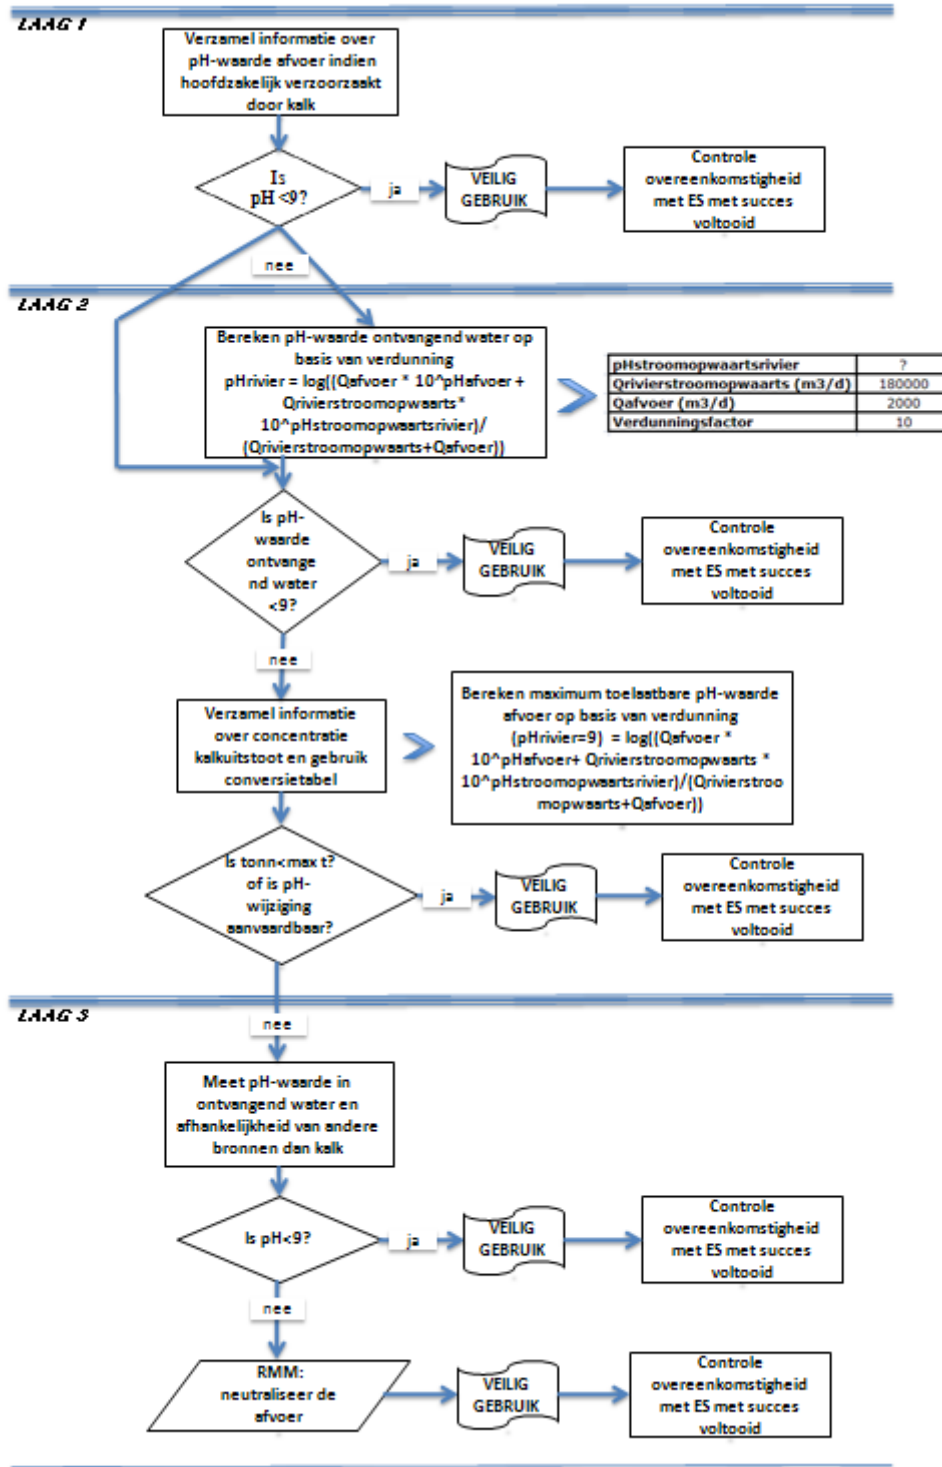 LAAG 1
Verzamel informatie over
pH-waarde afvoer indien
hoofdzakelijk verzoorzaakt
door kalk
Is
pH <9?
ja
VEILIG
GEBRUIK
Controle
overeenkomstigheid
met ES met succes
voltooid
nee
LAAG 2
Bereken pH-waarde ontvangend water op
basis van verdunning
pHrivier = log((Qafvoer * 10^pHafvoer +
Qrivierstroomopwaarts*
10^pHstroomopwaartsrivier)/
(Qrivierstroomopwaarts+Qafvoer))
pHstroomopwaartsrivier ?
Qrivierstroomopwaarts (m3/d) 180000
Qafvoer (m3/d) 2000
Verdunningsfactor 10
Is pH-
waarde
ontvange
nd water
<9?
ja
VEILIG
GEBRUIK
Controle
overeenkomstigheid
met ES met succes
voltooid
nee
Verzamel informatie
over concentratie
kalkuitstoot en gebruik
conversietabel
Bereken maximum toelaatbare pH-waarde
afvoer op basis van verdunning
(pHrivier=9) = log((Qafvoer *
10^pHafvoer+ Qrivierstroomopwaarts *
10^pHstroomopwaartsrivier)/(Qrivierstroo
mopwaarts+Qafvoer))
Is tonn<max t?
of is pH-
wijziging
aanvaardbaar?
ja
VEILIG
GEBRUIK
Controle
overeenkomstigheid
met ES met succes
voltooid
LAAG 3
nee
Meet pH-waarde in
ontvangend water en
afhankelijkheid van andere
bronnen dan kalk
Is pH<9?
ja
VEILIG
GEBRUIK
Controle
overeenkomstigheid
met ES met succes
voltooid
nee
RMM:
neutraliseer de
afvoer
VEILIG
GEBRUIK
Controle
overeenkomstigheid
met ES met succes
voltooid